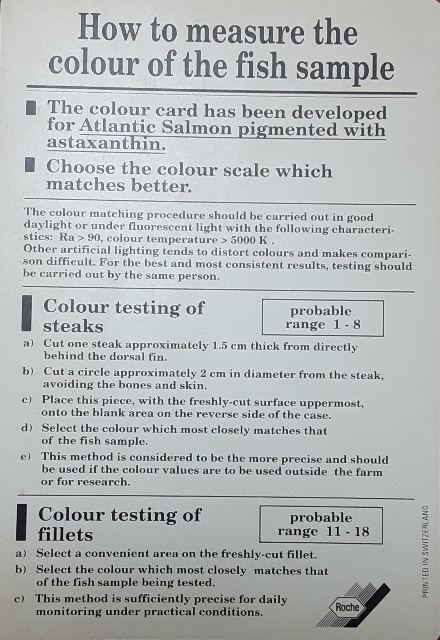 How to measure the
colour of the fish sample
The colour card has been developed
for Atlantic Salmon pigmented with
astaxanthin.
Choose the colour scale which
matches better.
The colour matching procedure should be carried out in good
daylight or under fluorescent light with the following characteri-
stics: Ra > 90, colour temperature > 5000 K .
Other artificial lighting tends to distort colours and makes compari-
son difficult. For the best and most consistent results, testing should
be carried out by the same person.
Colour testing of
steaks
probable
range 1 - 8
a) Cut one steak approximately 1.5 cm thick from directly
behind the dorsal fin.
b) Cut a circle approximately 2 cm in diameter from the steak,
avoiding the bones and skin.
c) Place this piece, with the freshly-cut surface uppermost,
onto the blank area on the reverse side of the case.
d) Select the colour which most closely matches that
of the fish sample.
e) This method is considered to be the more precise and should
be used if the colour values are to be used outside the farm
or for research.
Colour testing of
fillets
probable
range 11 - 18
a) Select a convenient area on the freshly-cut fillet.
b) Select the colour which most closely matches that
of the fish sample being tested.
c) This method is sufficiently precise for daily
monitoring under practical conditions.
Roche
PRINTED IN SWITZERLAND